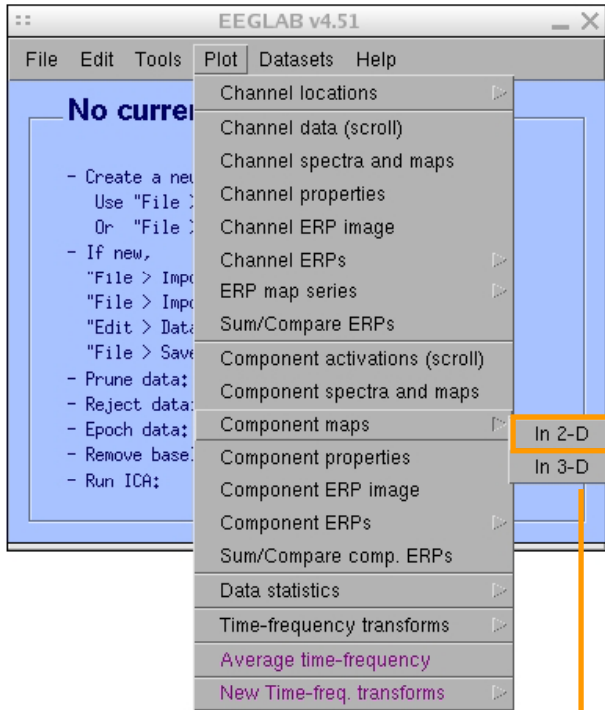 EEGLAB v4.51
File Edit Tools Plot Datasets Help
No curre
- Create a new
Use "File >
Or "File >
- If new,
"File > Impo
"File > Impo
"Edit > Data
"File > Save
- Prune data:
- Reject data:
- Epoch data:
- Remove base
- Run ICA:
Channel locations
Channel data (scroll)
Channel spectra and maps
Channel properties
Channel ERP image
Channel ERPs
ERP map series
Sum/Compare ERPs
Component activations (scroll)
Component spectra and maps
Component maps
Component properties
Component ERP image
Component ERPs
Sum/Compare comp. ERPs
Data statistics
Time-frequency transforms
Average time-frequency
New Time-freq. transforms
In 2-D
In 3-D